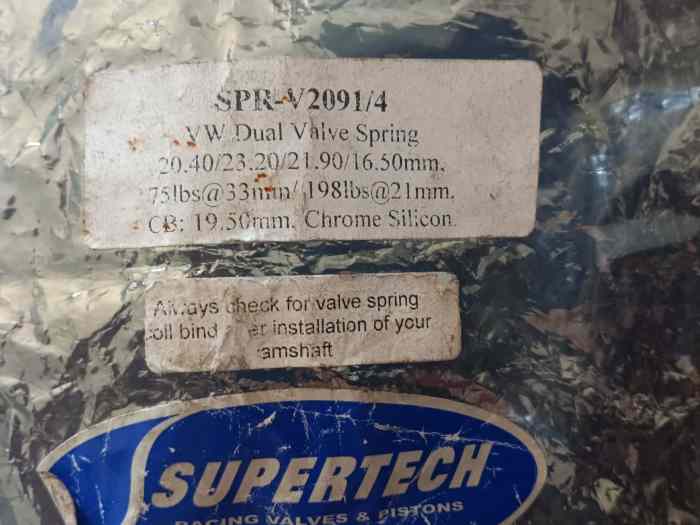 SPR-V2091/4
VW Dual Valve Spring
20.40/23.20/21.90/16.50mm,
75lbs@33mm/ 198lbs@21mm,
CB: 19.50mm, Chrome Silicon
Always check for valve spring
coil bind after installation of your
camshaft
SUPERTECH
RACING VALVES & PISTONS